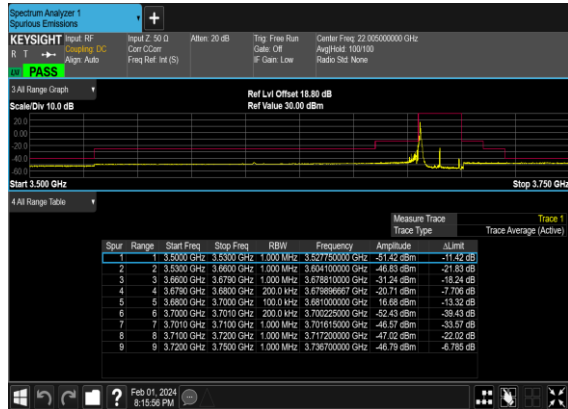 Spectrum Analyzer 1
Spurious Emissions
+
KEYSIGHT Input: RF Input Z: 50 Ω Atten: 20 dB Trig: Free Run Center Freq: 22.005000000 GHz
R T Coupling: DC Corr CCorr Gate: Off Avg|Hold: 100/100
Align: Auto Freq Ref: Int (S) IF Gain: Low Radio Std: None
PASS
3 All Range Graph
Ref Lvl Offset 18.80 dB
Scale/Div 10.0 dB Ref Value 30.00 dBm
20.0
0.00
-20.0
-40.0
-60.0
Start 3.500 GHz Stop 3.750 GHz
4 All Range Table
Measure Trace Trace 1
Trace Type Trace Average (Active)
Spur Range Start Freq Stop Freq RBW Frequency Amplitude ΔLimit
1 1 3.5000 GHz 3.5300 GHz 1.000 MHz 3.527750000 GHz -51.42 dBm -11.42 dB
2 2 3.5300 GHz 3.6600 GHz 1.000 MHz 3.604100000 GHz -46.83 dBm -21.83 dB
3 3 3.6600 GHz 3.6790 GHz 1.000 MHz 3.678810000 GHz -31.24 dBm -18.24 dB
4 4 3.6790 GHz 3.6800 GHz 200.0 kHz 3.679896667 GHz -20.71 dBm -7.706 dB
5 5 3.6800 GHz 3.7000 GHz 100.0 kHz 3.681000000 GHz 16.68 dBm -13.32 dB
6 6 3.7000 GHz 3.7010 GHz 200.0 kHz 3.700225000 GHz -52.43 dBm -39.43 dB
7 7 3.7010 GHz 3.7100 GHz 1.000 MHz 3.701615000 GHz -46.57 dBm -33.57 dB
8 8 3.7100 GHz 3.7200 GHz 1.000 MHz 3.717200000 GHz -47.02 dBm -22.02 dB
9 9 3.7200 GHz 3.7500 GHz 1.000 MHz 3.736700000 GHz -46.79 dBm -6.785 dB
? Feb 01, 2024
8:15:56 PM